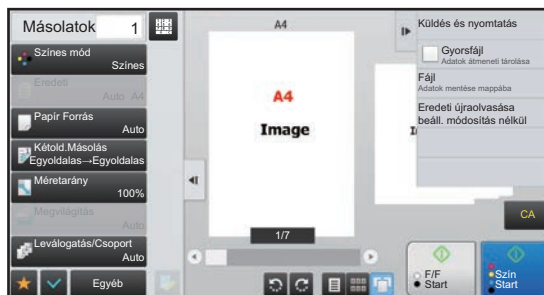 Másolatok 1
Színes mód
Színes
Eredeti
Auto A4
Papír Forrás
Auto
Kétold.Másolás
Egyoldalas→Egyoldalas
Méretarány
100%
Megvilágítás
Auto
Leválogatás/Csoport
Auto
Egyéb
A4
A4
Image
1/7
Küldés és nyomtatás
Gyorsfájl
Adatok átmeneti tárolása
Fájl
Adatok mentése mappába
Eredeti újraolvasása
beáll. módosítás nélkül
CA
F/F
Start
Szín
Start